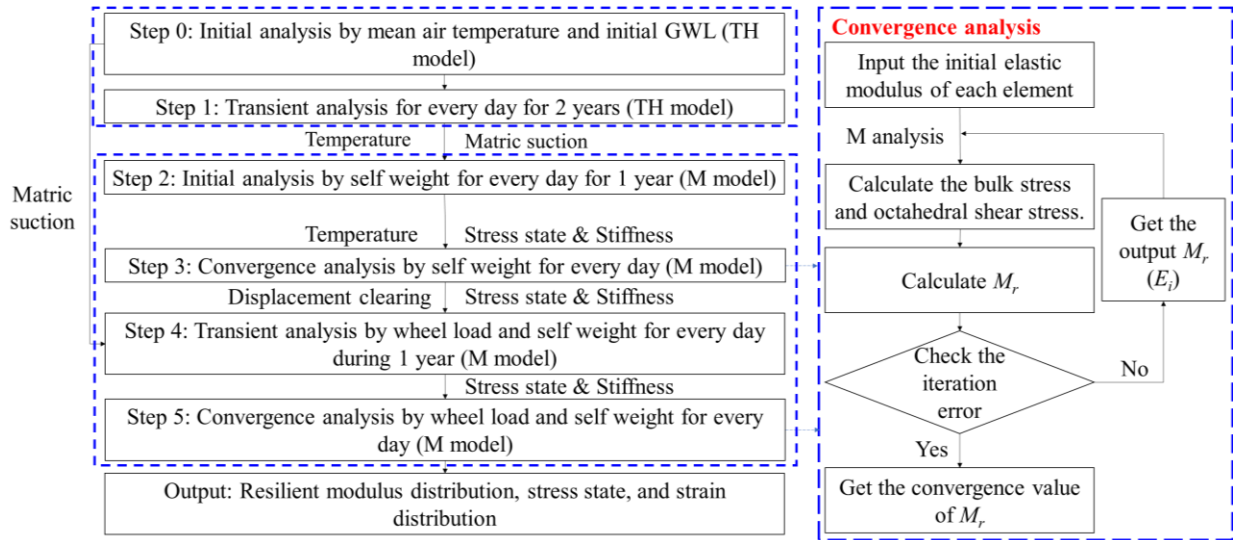 Step 0: Initial analysis by mean air temperature and initial GWL (TH
model)
Step 1: Transient analysis for every day for 2 years (TH model)
Temperature
Matric suction
Step 2: Initial analysis by self weight for every day for 1 year (M model)
Matric
suction
Temperature
Stress state & Stiffness
Step 3: Convergence analysis by self weight for every day (M model)
Displacement clearing
Stress state & Stiffness
Step 4: Transient analysis by wheel load and self weight for every day
during 1 year (M model)
Stress state & Stiffness
Step 5: Convergence analysis by wheel load and self weight for every
day (M model)
Output: Resilient modulus distribution, stress state, and strain
distribution
Convergence analysis
Input the initial elastic
modulus of each element
M analysis
Calculate the bulk stress
and octahedral shear stress.
Get the
output M_r
(E_i)
Calculate M_r
Check the
iteration
error
No
Yes
Get the convergence value
of M_r